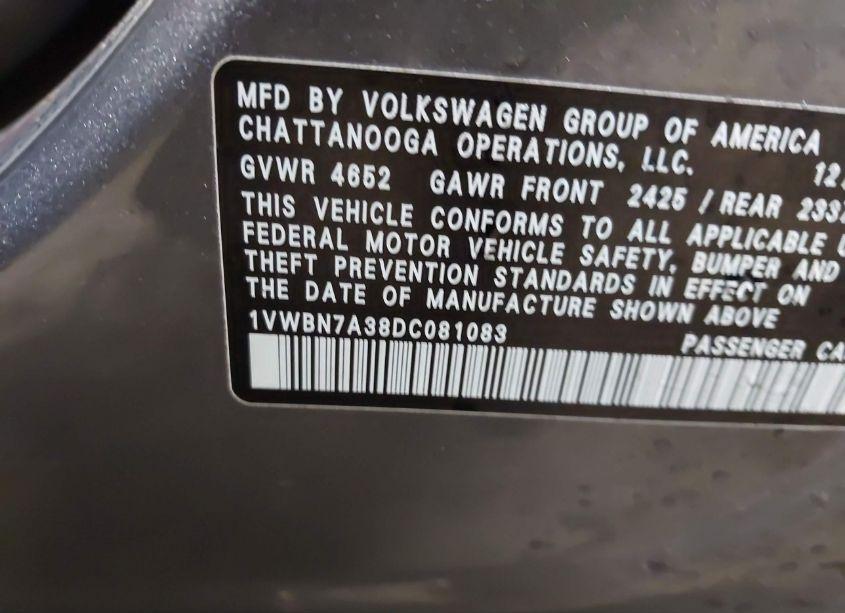 MFD BY VOLKSWAGEN GROUP OF AMERICA
CHATTANOOGA OPERATIONS, LLC.
GVWR 4652 GAWR FRONT 2425 / REAR 12
THIS VEHICLE CONFORMS TO ALL APPLICABLE
FEDERAL MOTOR VEHICLE SAFETY, BUMPER AND
THEFT PREVENTION STANDARDS IN EFFECT ON
THE DATE OF MANUFACTURE SHOWN ABOVE
1VWBN7A38DC081083 PASSENGER